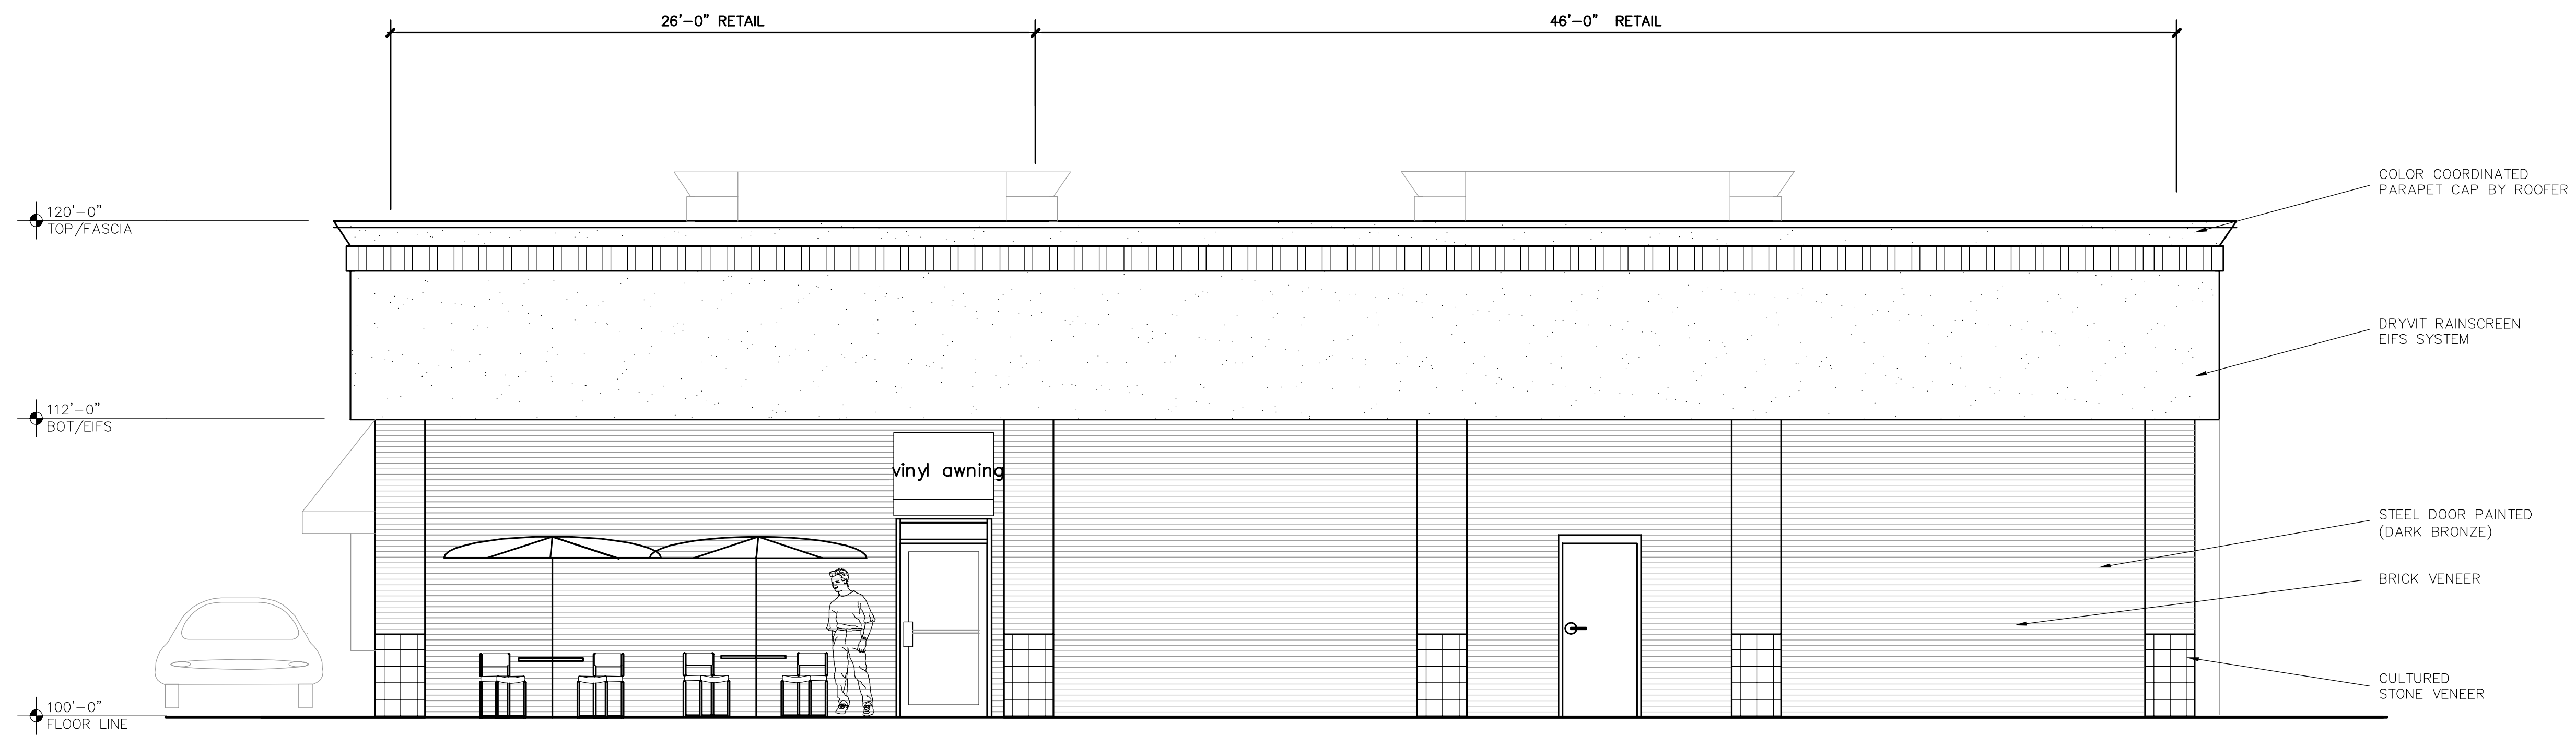 26'-0" RETAIL
46'-0" RETAIL
120'-0"
TOP/FASCIA
COLOR COORDINATED
PARAPET CAP BY ROOFER
DRYVIT RAINSCREEN
EIFS SYSTEM
112'-0"
BOT/EIFS
vinyl awning
STEEL DOOR PAINTED
(DARK BRONZE)
BRICK VENEER
CULTURED
STONE VENEER
100'-0"
FLOOR LINE